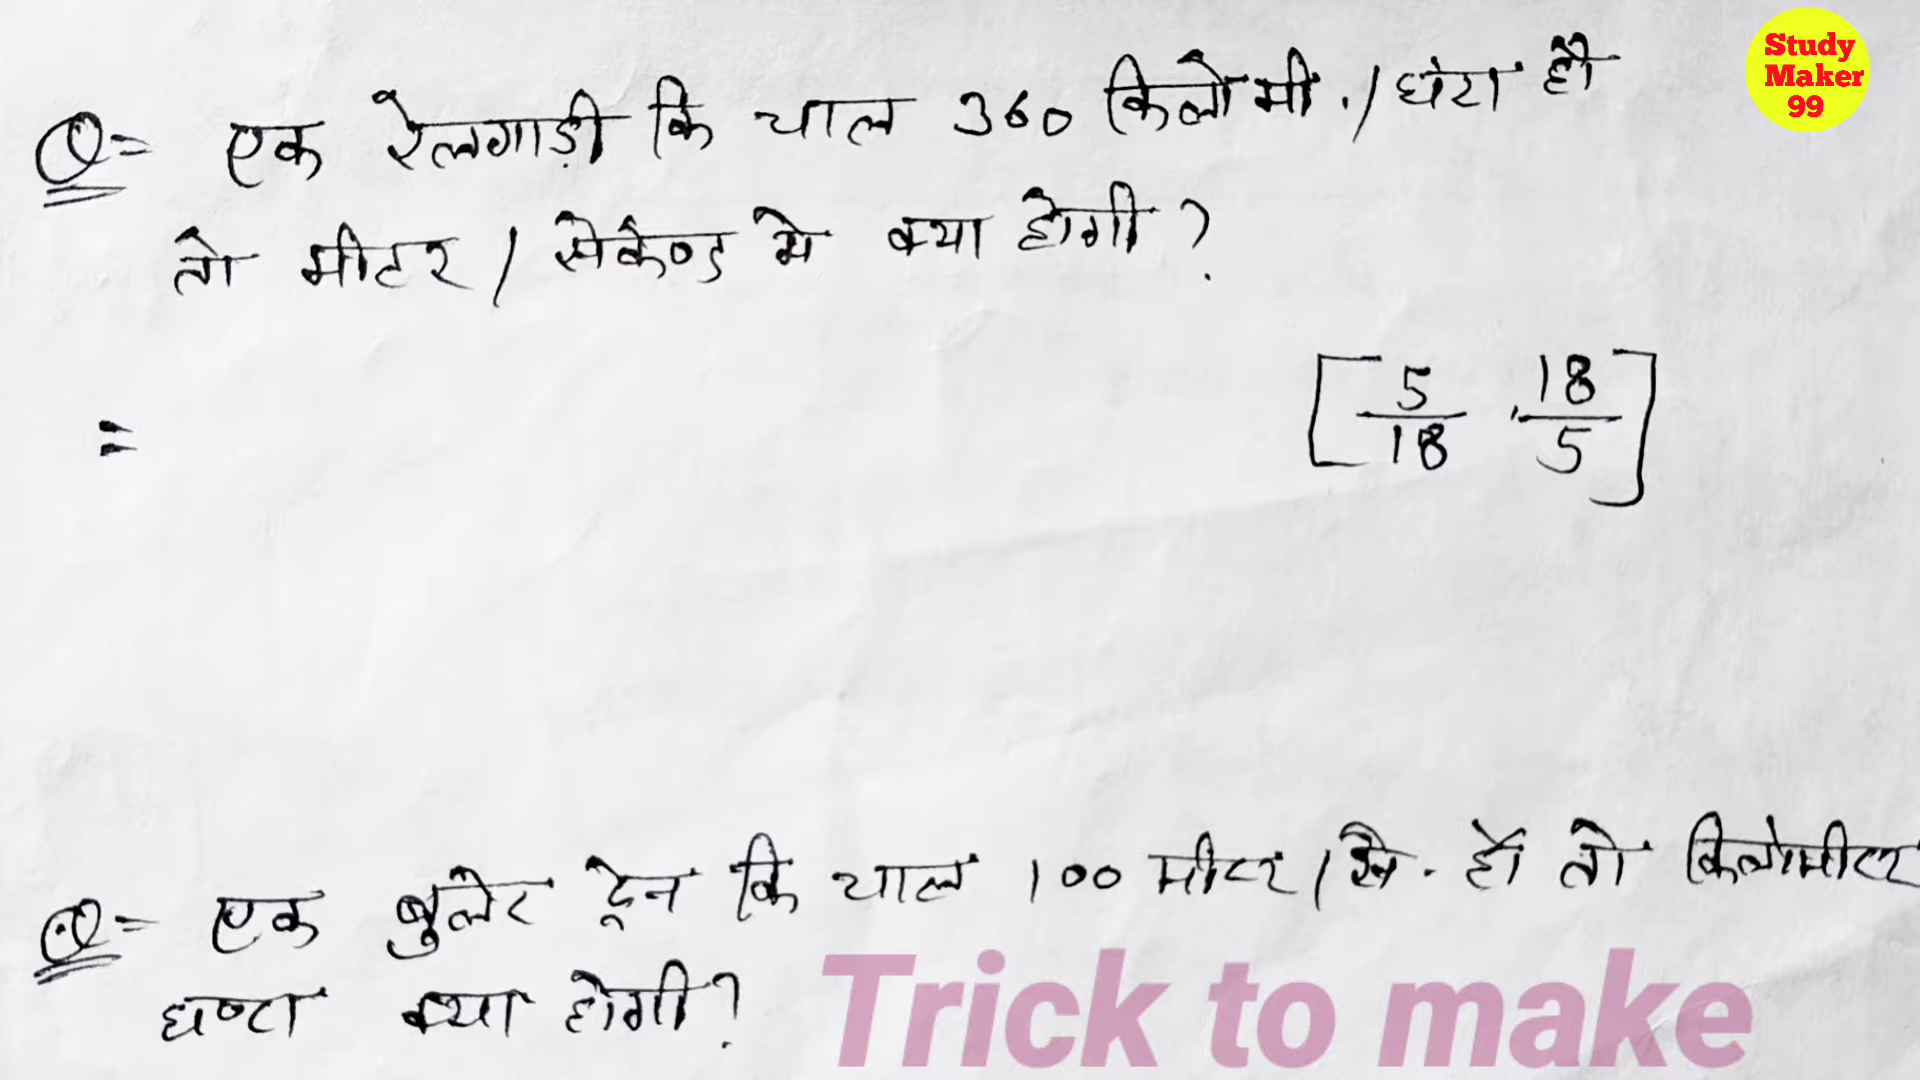 Study
Maker
99
Q= एक रेलगाड़ी कि चाल 360 किलोमी./घंटा हौ
तो मीटर/सेकेण्ड मे क्या होगी?
=
[5/18, 18/5]
Q= एक बुलेट ट्रेन कि चाल 100 मीटर/से. हो तो किलोमीटर
घण्टा क्या होगी?
Trick to make